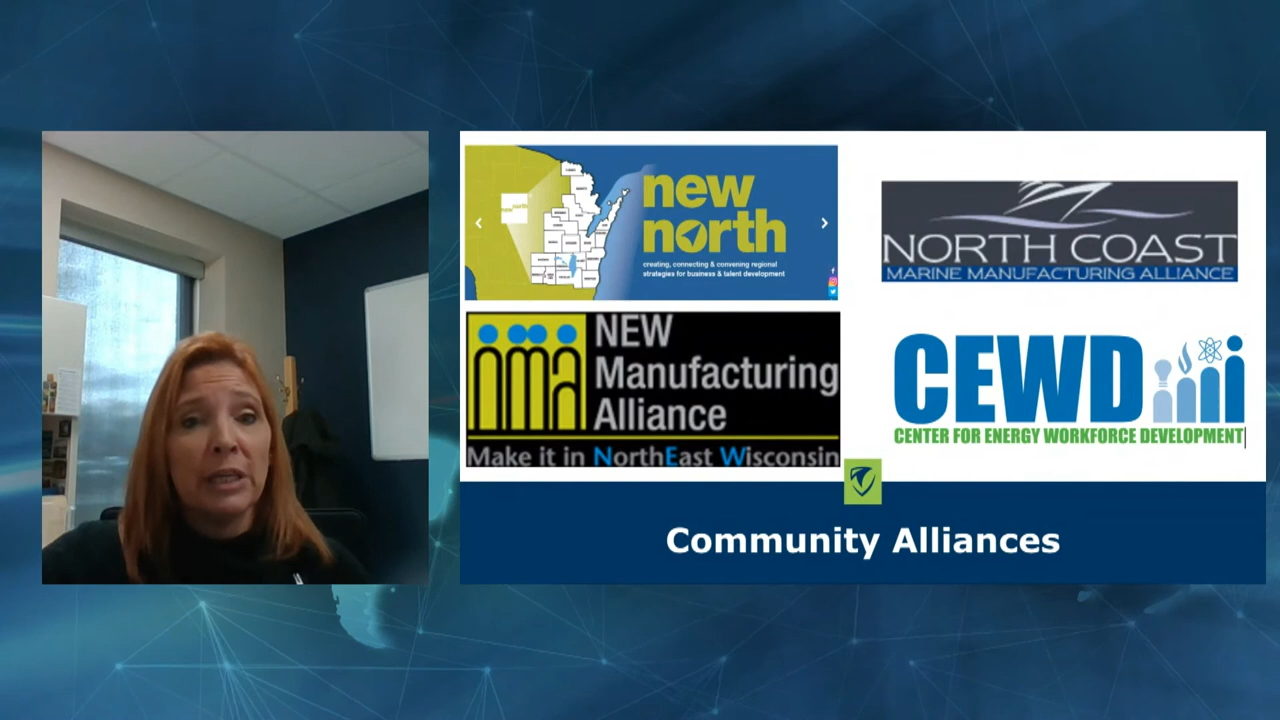 new
north
creating, connecting & convening regional
strategies for business & talent development
NORTH COAST
MARINE MANUFACTURING ALLIANCE
nma
NEW
Manufacturing
Alliance
Make it in NorthEast Wisconsin
CEWD
CENTER FOR ENERGY WORKFORCE DEVELOPMENT
Community Alliances